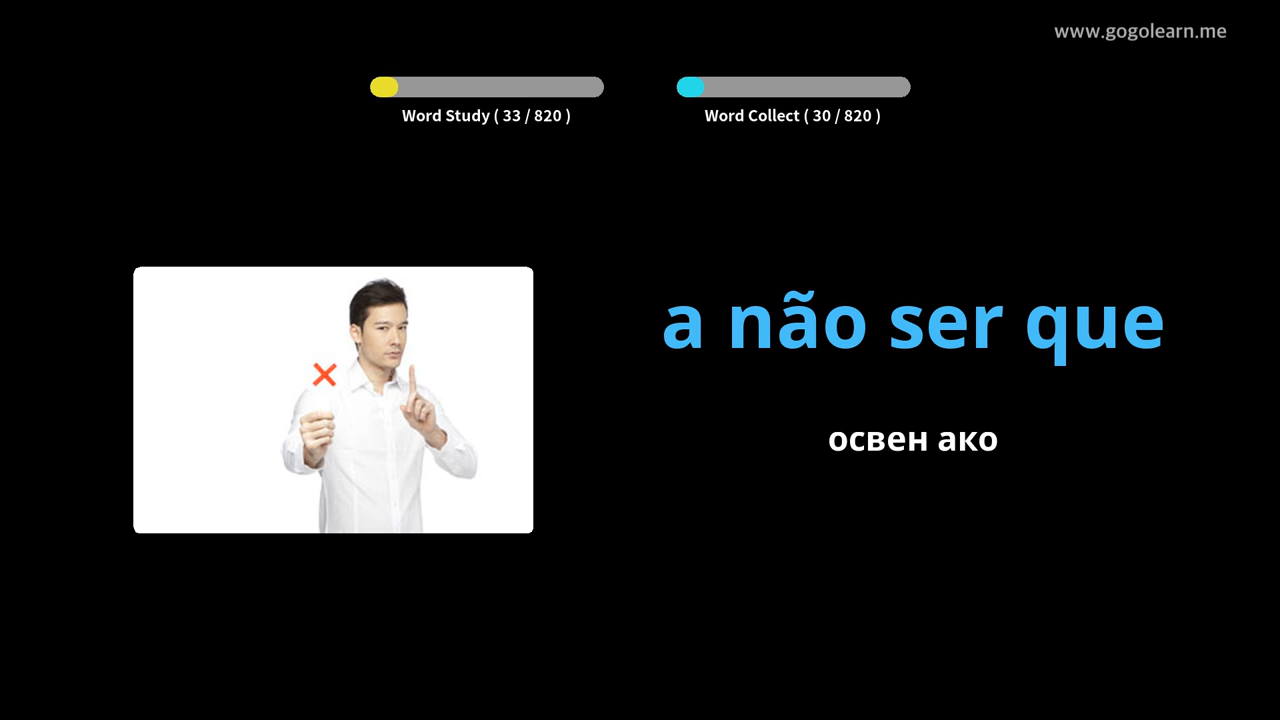 www.gogolearn.me
Word Study ( 33 / 820 )
Word Collect ( 30 / 820 )
a não ser que
освен ако